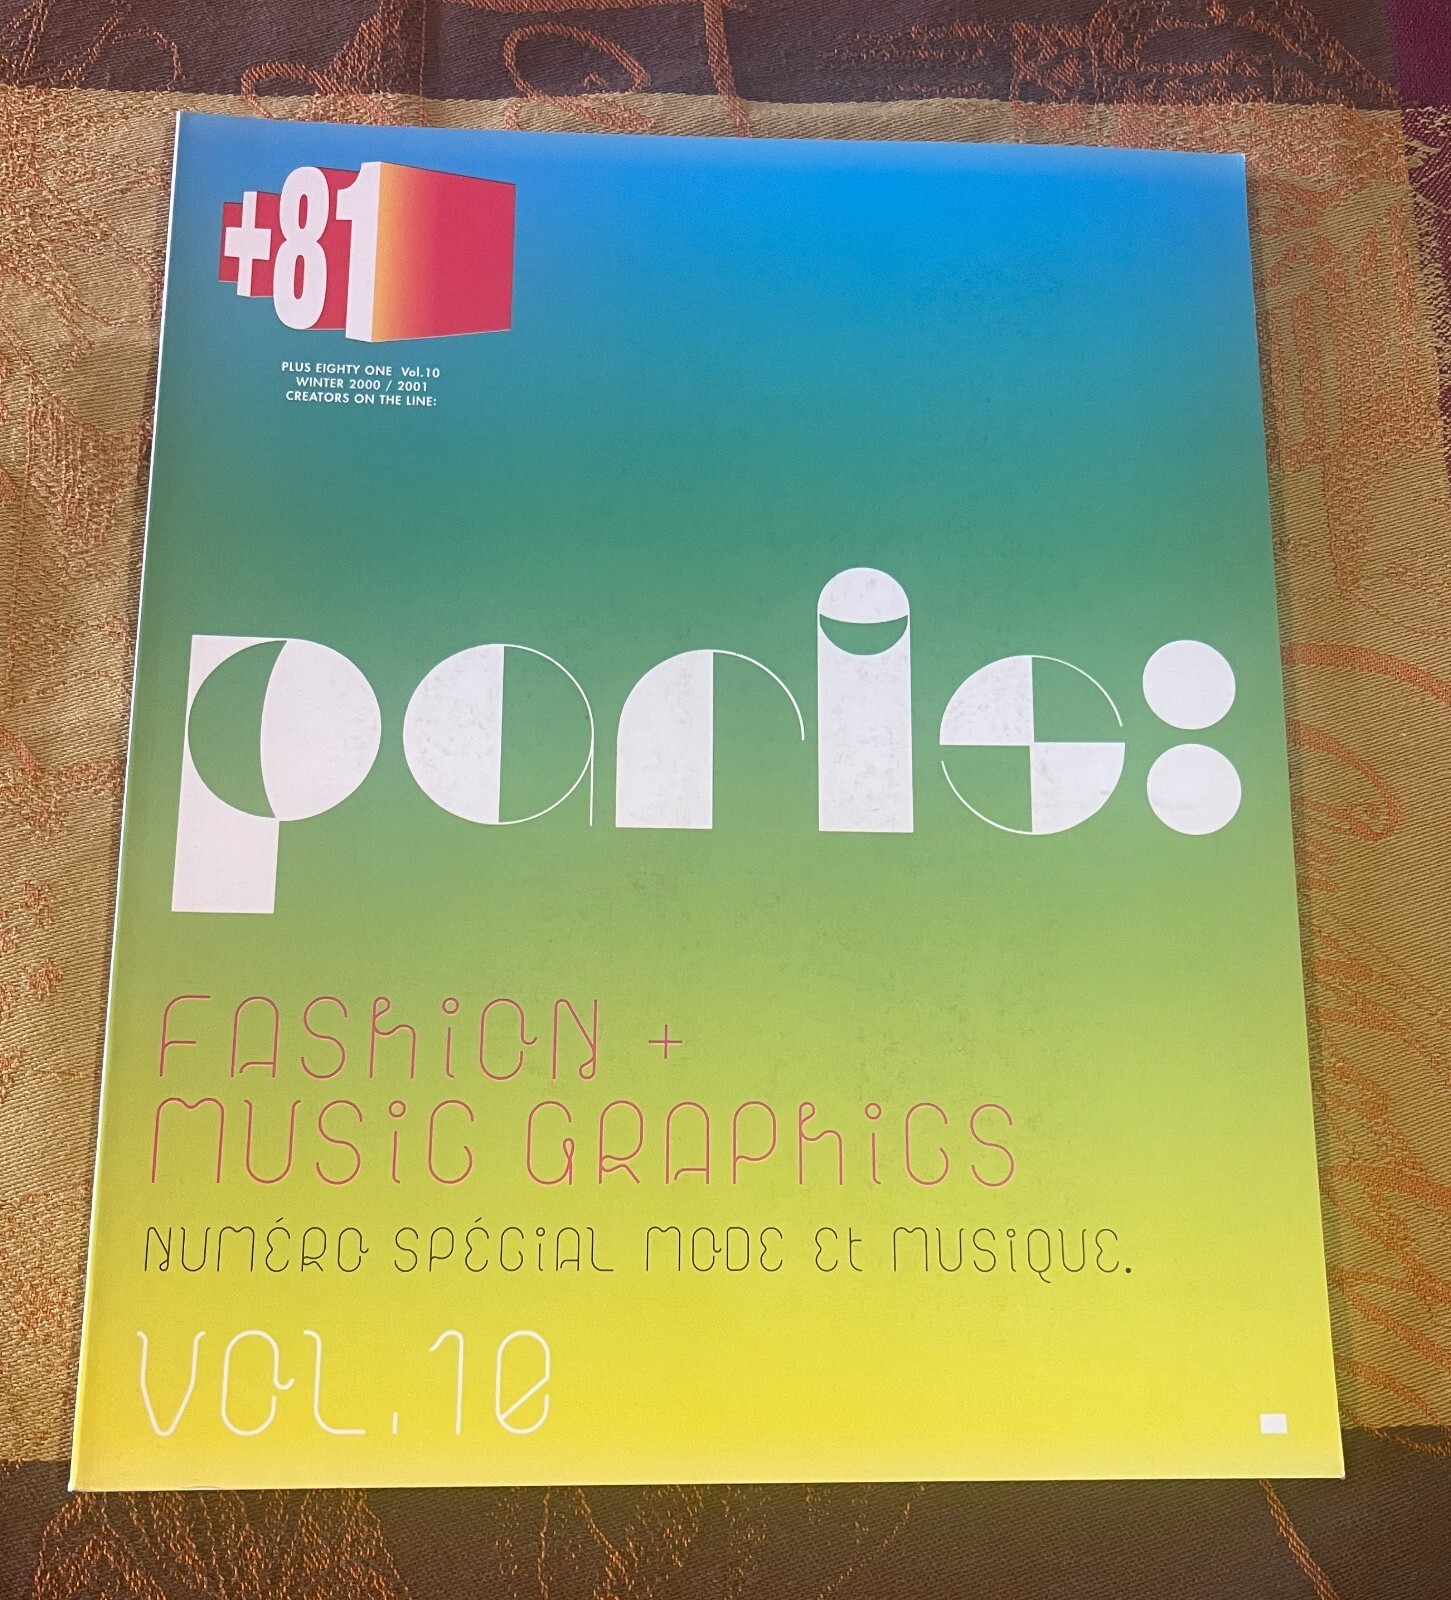 +81
PLUS EIGHTY ONE Vol.10
WINTER 2000 / 2001
CREATORS ON THE LINE:
paris:
FASHiON +
MUSiC GRAPHiCS
NUMÉRO SPÉCiAL MODE Et MUSiQUE.
VOL.10